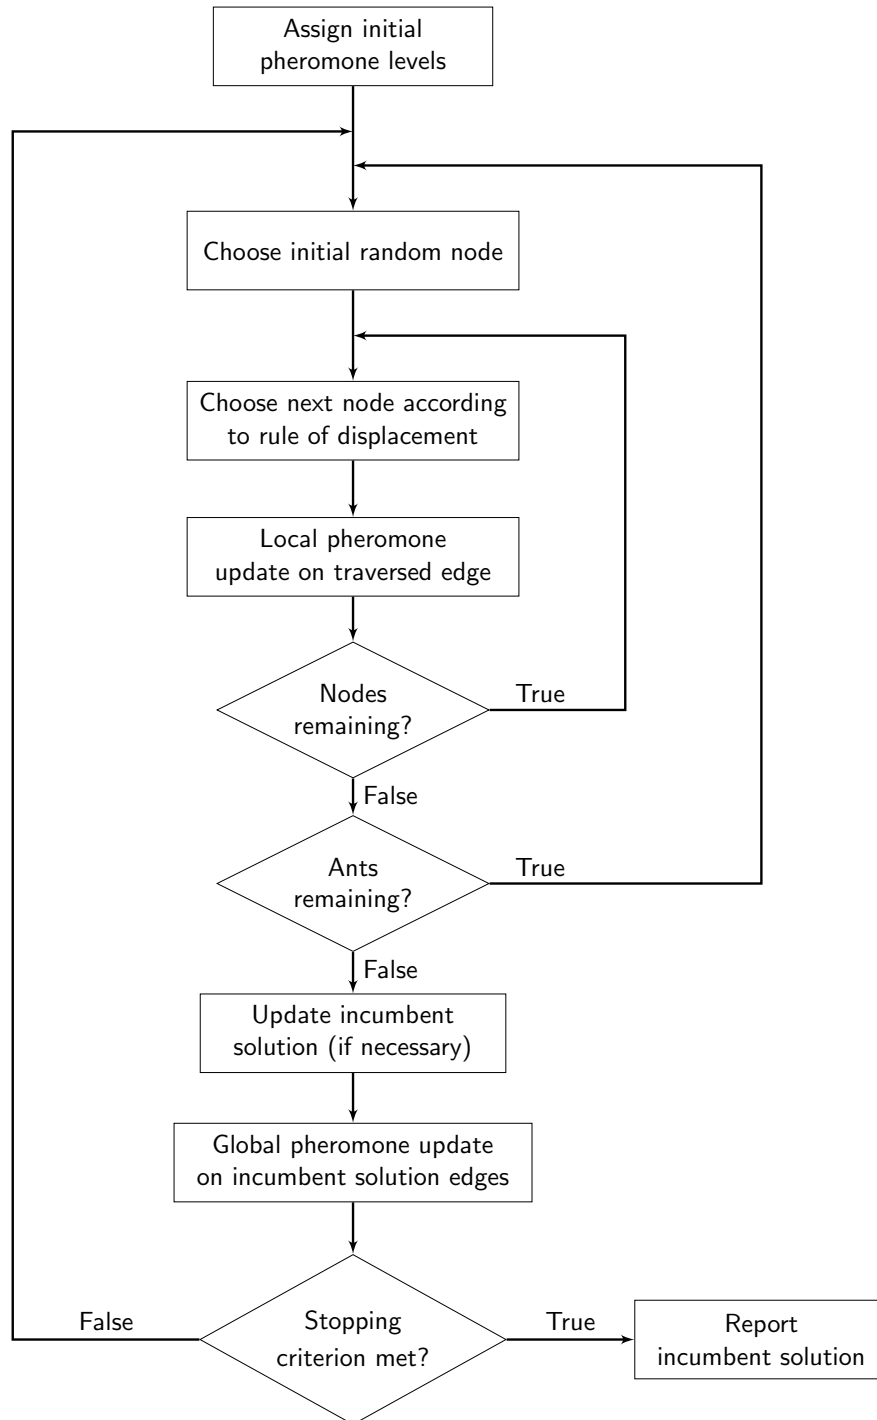 Assign initial
pheromone levels
Choose initial random node
Choose next node according
to rule of displacement
Local pheromone
update on traversed edge
Nodes
remaining?
True
False
Ants
remaining?
True
False
Update incumbent
solution (if necessary)
Global pheromone update
on incumbent solution edges
False
Stopping
criterion met?
True
Report
incumbent solution